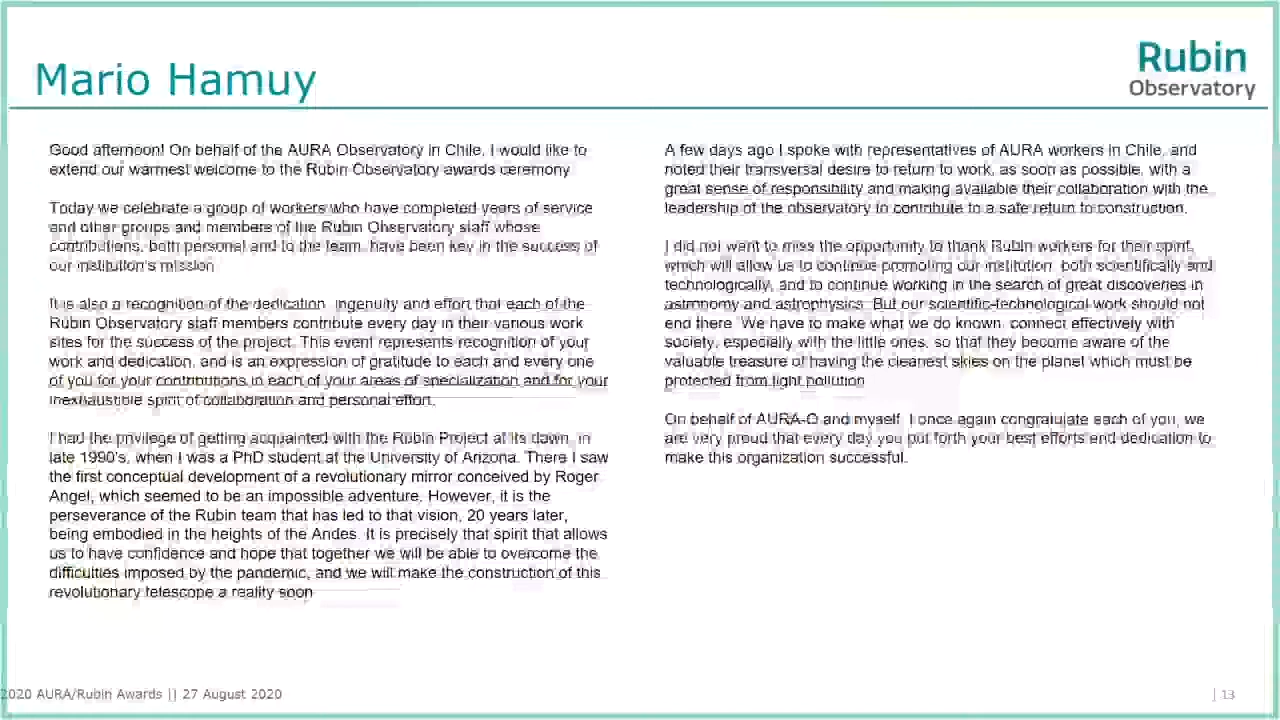 Mario Hamuy
Rubin
Observatory
Good afternoon! On behalf of the AURA Observatory in Chile, I would like to
extend our warmest welcome to the Rubin Observatory awards ceremony
Today we celebrate a group of workers who have completed years of service
and other groups and members of the Rubin Observatory staff whose
contributions, both personal and to the team, have been key in the success of
our institution's mission
It is also a recognition of the dedication, ingenuity and effort that each of the
Rubin Observatory staff members contribute every day in their various work
sites for the success of the project. This event represents recognition of your
work and dedication, and is an expression of gratitude to each and every one
of you for your contributions in each of your areas of specialization and for your
inexhaustible spirit of collaboration and personal effort.
I had the privilege of getting acquainted with the Rubin Project at its dawn, in
late 1990's, when I was a PhD student at the University of Arizona. There I saw
the first conceptual development of a revolutionary mirror conceived by Roger
Angel, which seemed to be an impossible adventure. However, it is the
perseverance of the Rubin team that has led to that vision, 20 years later,
being embodied in the heights of the Andes. It is precisely that spirit that allows
us to have confidence and hope that together we will be able to overcome the
difficulties imposed by the pandemic, and we will make the construction of this
revolutionary telescope a reality soon
A few days ago I spoke with representatives of AURA workers in Chile, and
noted their transversal desire to return to work, as soon as possible, with a
great sense of responsibility and making available their collaboration with the
leadership of the observatory to contribute to a safe return to construction.
I did not want to miss the opportunity to thank Rubin workers for their spirit,
which will allow us to continue promoting our institution, both scientifically and
technologically, and to continue working in the search of great discoveries in
astronomy and astrophysics. But our scientific-technological work should not
end there. We have to make what we do known, connect effectively with
society, especially with the little ones, so that they become aware of the
valuable treasure of having the cleanest skies on the planet which must be
protected from light pollution
On behalf of AURA-O and myself, I once again congratulate each of you, we
are very proud that every day you put forth your best efforts and dedication to
make this organization successful.
2020 AURA/Rubin Awards || 27 August 2020
| 13